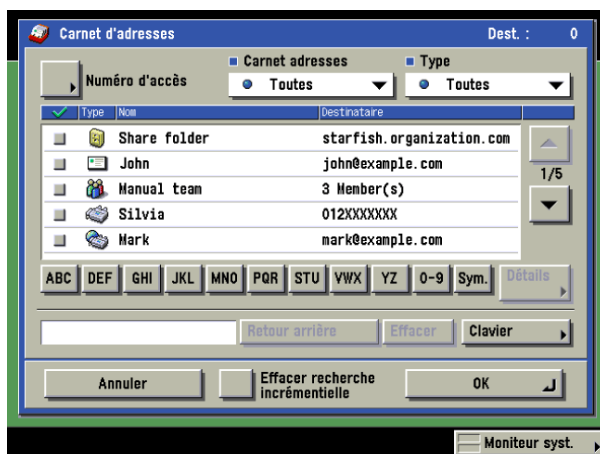 Carnet d'adresses Dest. : 0
Carnet adresses Type
Numéro d'accès Toutes Toutes
Type Nom Destinataire
Share folder starfish.organization.com
John john@example.com
Manual team 3 Member(s)
Silvia 012XXXXXXX
Mark mark@example.com
1/5
ABC DEF GHI JKL MNO PQR STU VWX YZ 0-9 Sym. Détails
Retour arrière Effacer Clavier
Annuler Effacer recherche incrémentielle OK
Moniteur syst.